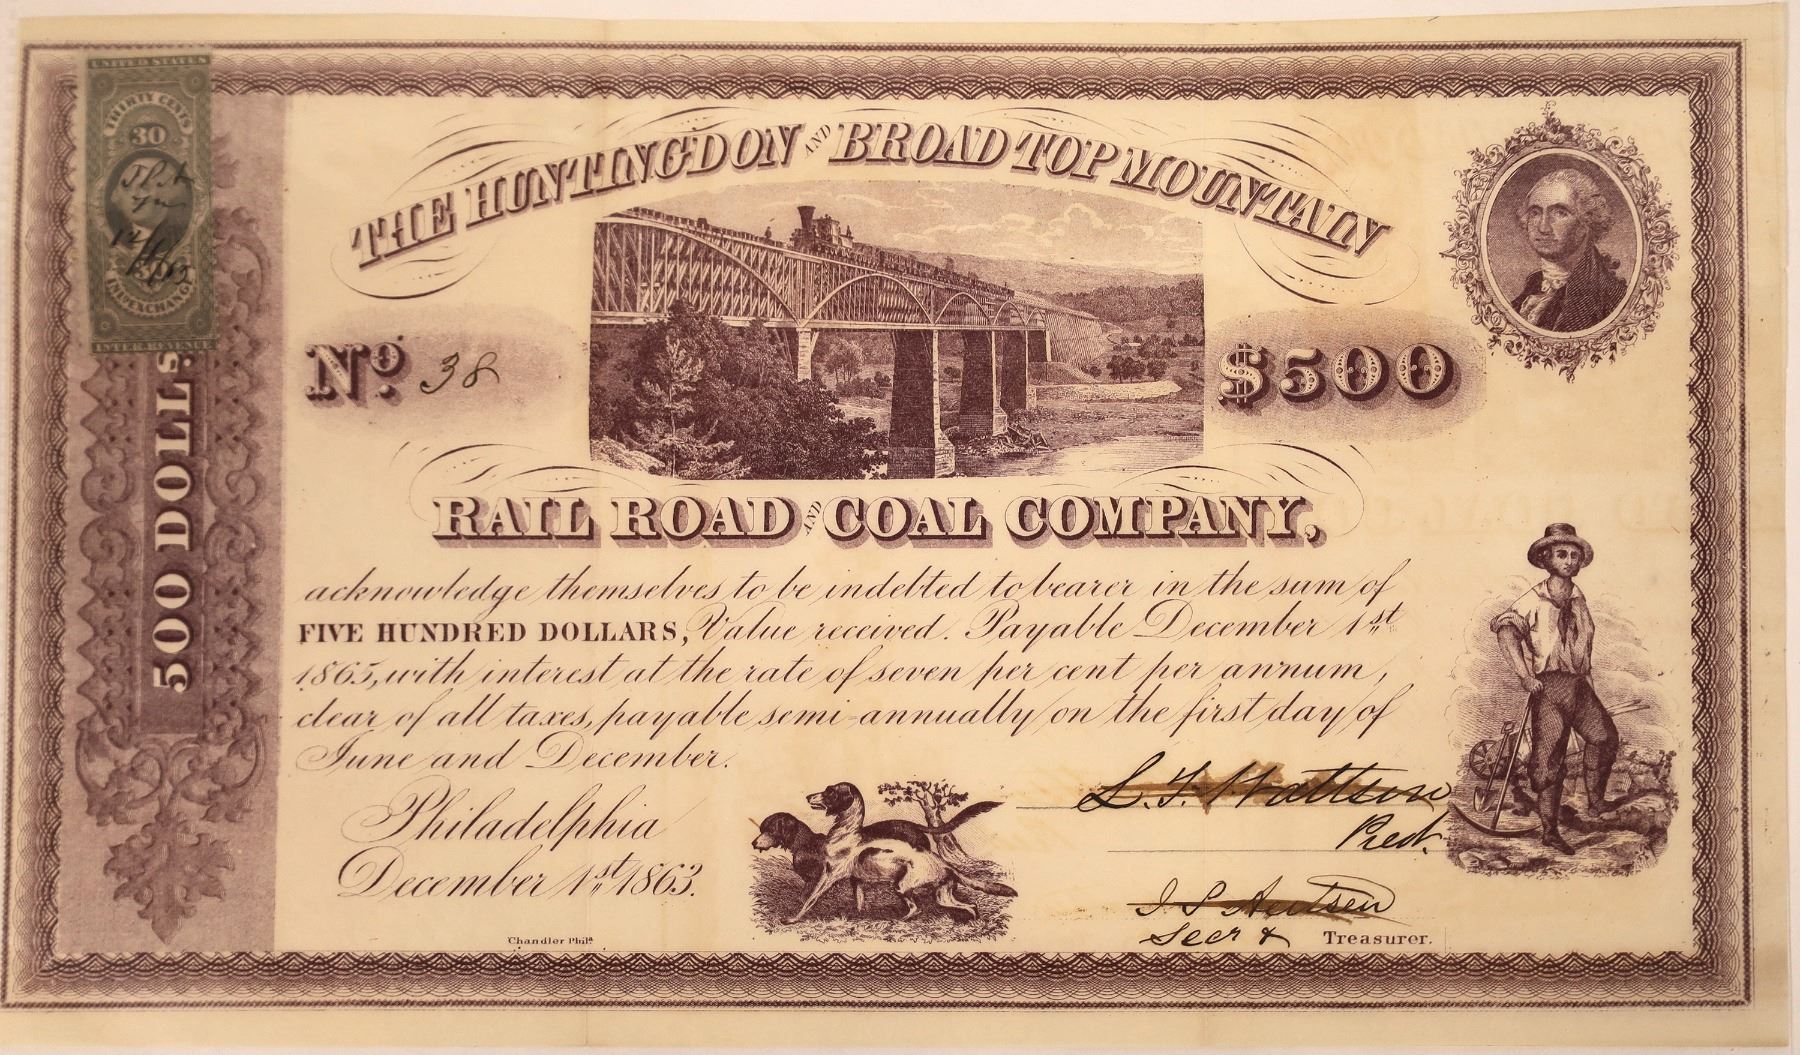 UNITED STATES
THIRTY CENTS
30
INL. EXCHANGE
INTER. REVENUE
500 DOLLs
THE HUNTINGDON AND BROAD TOP MOUNTAIN
No. 38
$500
RAIL ROAD AND COAL COMPANY,
acknowledge themselves to be indebted to bearer in the sum of
FIVE HUNDRED DOLLARS, Value received. Payable December 1st
1865, with interest at the rate of seven per cent per annum,
clear of all taxes, payable semi-annually on the first day of
June and December.
Philadelphia
December 1st 1863.
L. T. Wattson
Prest.
J. P. Aertsen
Secr &
Treasurer.
Chandler Phila